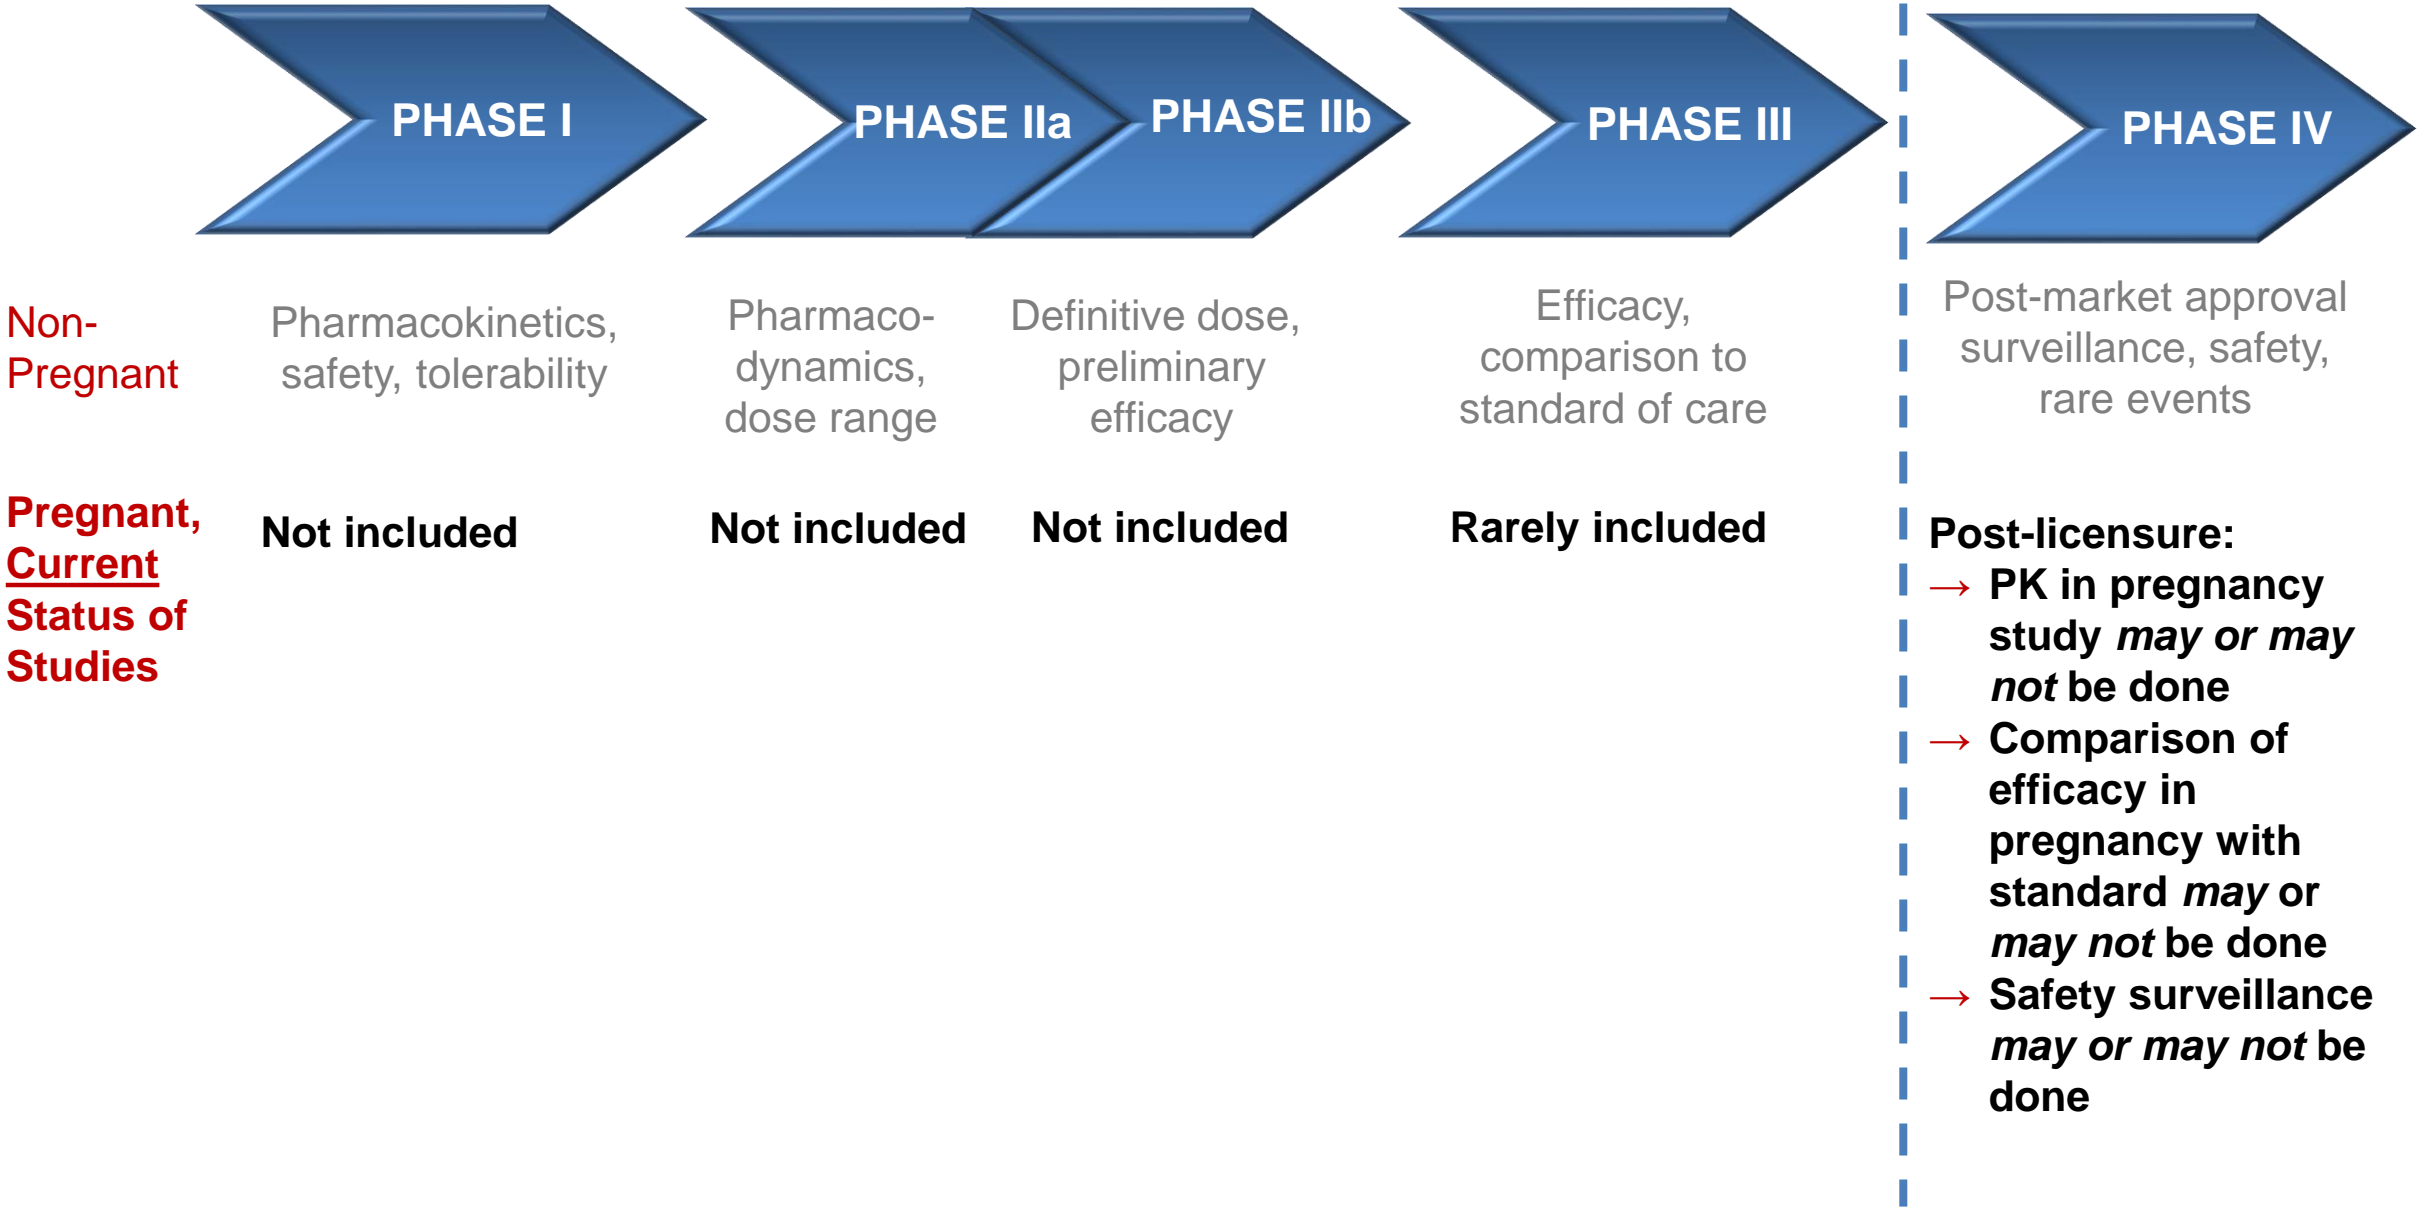 PHASE I
PHASE IIa
PHASE IIb
PHASE III
PHASE IV
Non-
Pregnant
Pharmacokinetics,
safety, tolerability
Pharmaco-
dynamics,
dose range
Definitive dose,
preliminary
efficacy
Efficacy,
comparison to
standard of care
Post-market approval
surveillance, safety,
rare events
Pregnant,
Current
Status of
Studies
Not included
Not included
Not included
Rarely included
Post-licensure:
→ PK in pregnancy
study may or may
not be done
→ Comparison of
efficacy in
pregnancy with
standard may or
may not be done
→ Safety surveillance
may or may not be
done